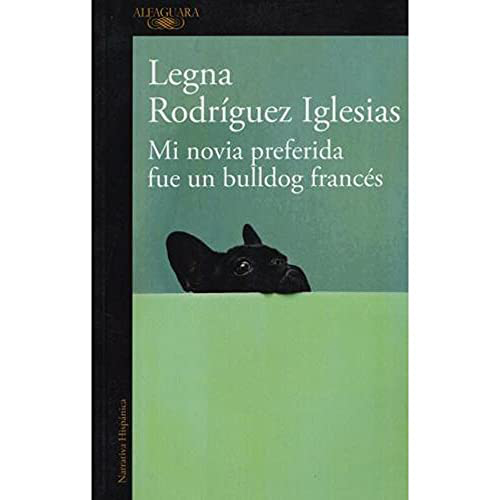 ALFAGUARA
Legna
Rodríguez Iglesias
Mi novia preferida
fue un bulldog francés
Narrativa Hispánica